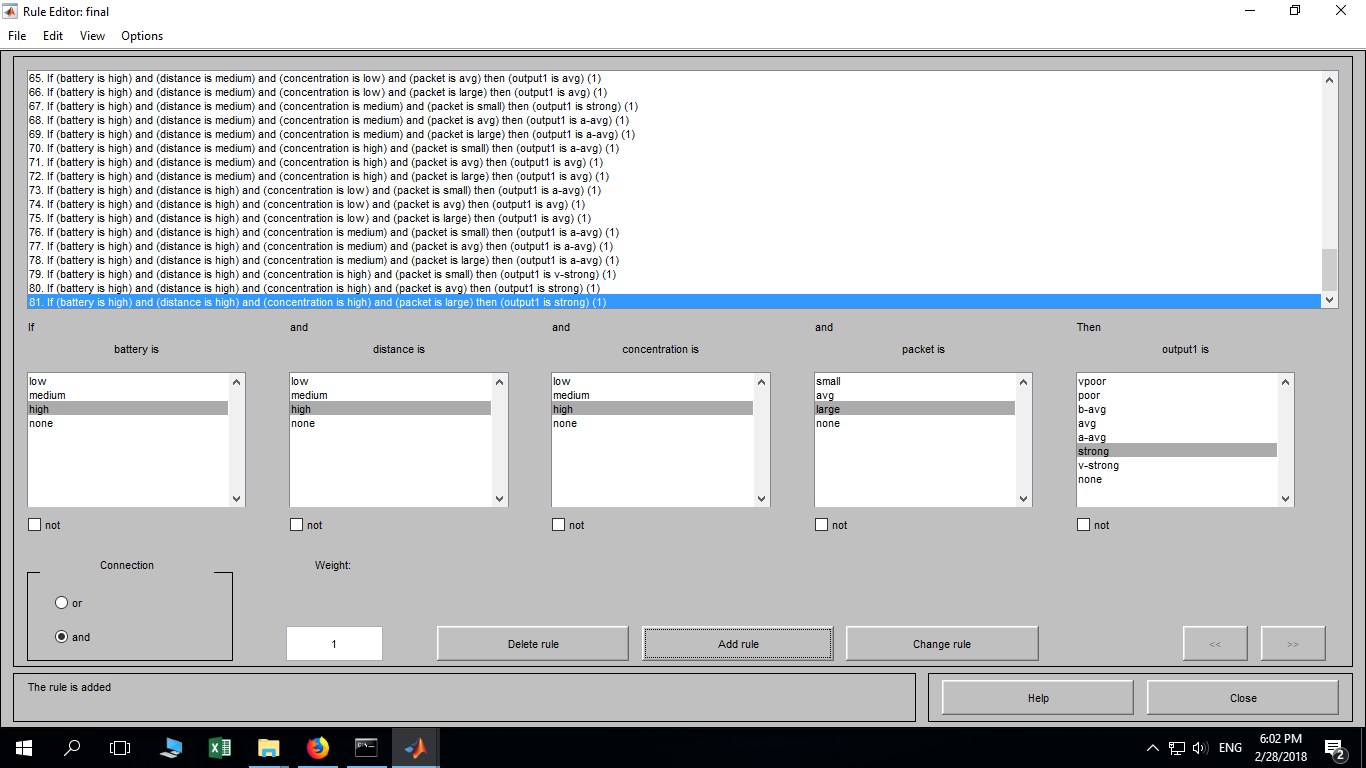 Rule Editor: final
File Edit View Options
65. If (battery is high) and (distance is medium) and (concentration is low) and (packet is avg) then (output1 is avg) (1)
66. If (battery is high) and (distance is medium) and (concentration is low) and (packet is large) then (output1 is avg) (1)
67. If (battery is high) and (distance is medium) and (concentration is medium) and (packet is small) then (output1 is strong) (1)
68. If (battery is high) and (distance is medium) and (concentration is medium) and (packet is avg) then (output1 is a-avg) (1)
69. If (battery is high) and (distance is medium) and (concentration is medium) and (packet is large) then (output1 is a-avg) (1)
70. If (battery is high) and (distance is medium) and (concentration is high) and (packet is small) then (output1 is a-avg) (1)
71. If (battery is high) and (distance is medium) and (concentration is high) and (packet is avg) then (output1 is avg) (1)
72. If (battery is high) and (distance is medium) and (concentration is high) and (packet is large) then (output1 is avg) (1)
73. If (battery is high) and (distance is high) and (concentration is low) and (packet is small) then (output1 is a-avg) (1)
74. If (battery is high) and (distance is high) and (concentration is low) and (packet is avg) then (output1 is avg) (1)
75. If (battery is high) and (distance is high) and (concentration is low) and (packet is large) then (output1 is avg) (1)
76. If (battery is high) and (distance is high) and (concentration is medium) and (packet is small) then (output1 is a-avg) (1)
77. If (battery is high) and (distance is high) and (concentration is medium) and (packet is avg) then (output1 is a-avg) (1)
78. If (battery is high) and (distance is high) and (concentration is medium) and (packet is large) then (output1 is a-avg) (1)
79. If (battery is high) and (distance is high) and (concentration is high) and (packet is small) then (output1 is v-strong) (1)
80. If (battery is high) and (distance is high) and (concentration is high) and (packet is avg) then (output1 is strong) (1)
81. If (battery is high) and (distance is high) and (concentration is high) and (packet is large) then (output1 is strong) (1)
If and and and Then
battery is distance is concentration is packet is output1 is
low low low small vpoor
medium medium medium avg poor
high high high large b-avg
none none none none avg
a-avg
strong
v-strong
none
not not not not not
Connection Weight:
or
and
1 Delete rule Add rule Change rule << >>
The rule is added
Help Close
ENG
6:02 PM
2/28/2018
2